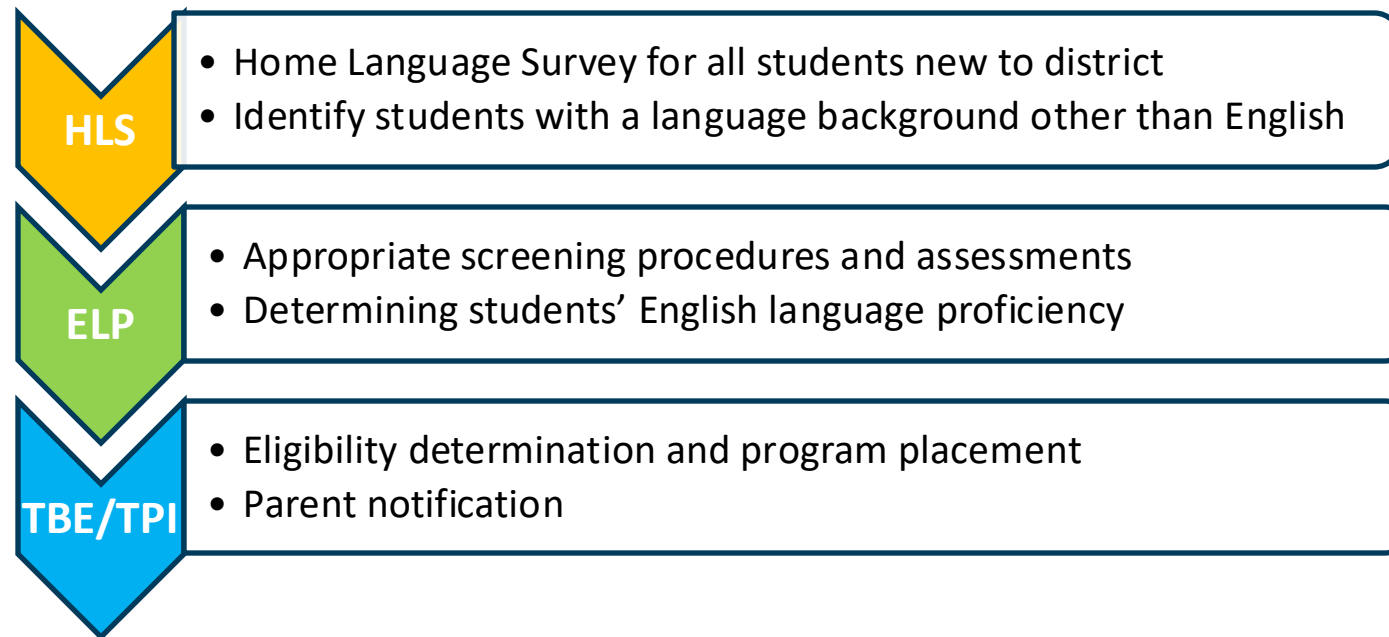 HLS
• Home Language Survey for all students new to district
• Identify students with a language background other than English
ELP
• Appropriate screening procedures and assessments
• Determining students’ English language proficiency
TBE/TPI
• Eligibility determination and program placement
• Parent notification